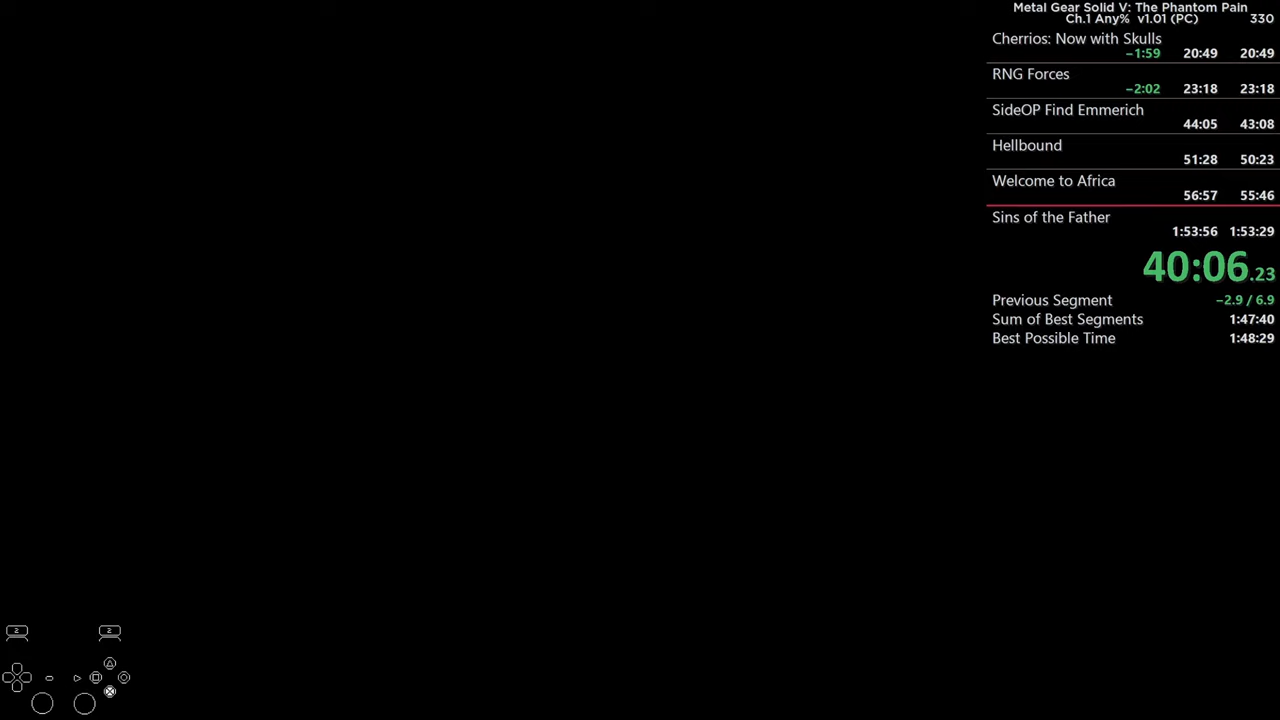 Metal Gear Solid V: The Phantom Pain
Ch.1 Any% v1.01 (PC) 330
Cherrios: Now with Skulls
-1:59 20:49 20:49
RNG Forces
-2:02 23:18 23:18
SideOP Find Emmerich
44:05 43:08
Hellbound
51:28 50:23
Welcome to Africa
56:57 55:46
Sins of the Father
1:53:56 1:53:29
40:06.23
Previous Segment -2.9 / 6.9
Sum of Best Segments 1:47:40
Best Possible Time 1:48:29
2 2